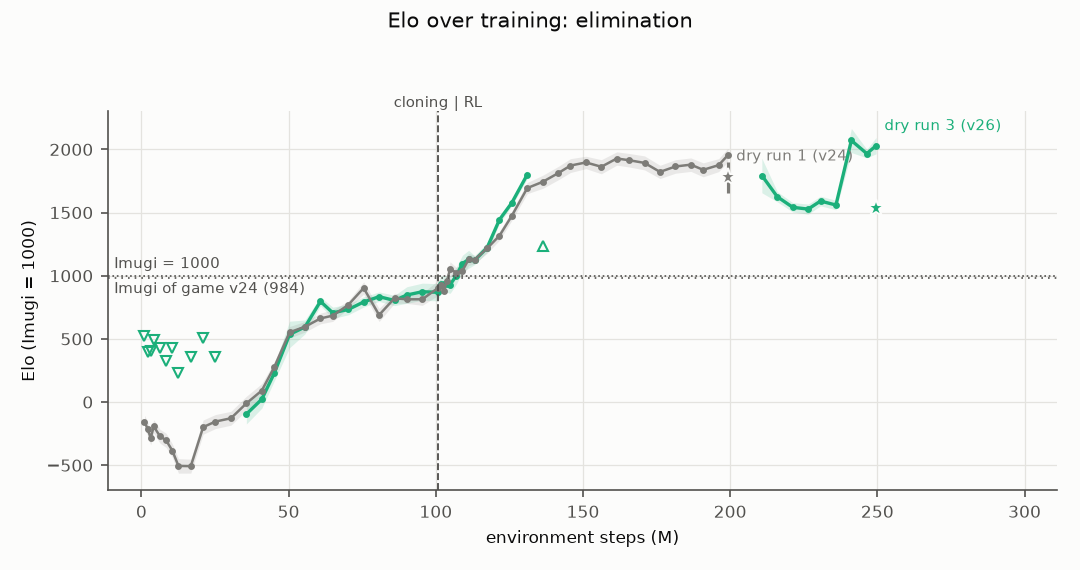 Elo over training: elimination
cloning | RL
dry run 3 (v26)
dry run 1 (v24)
Imugi = 1000
Imugi of game v24 (984)
Elo (Imugi = 1000)
2000
1500
1000
500
0
−500
0 50 100 150 200 250 300
environment steps (M)